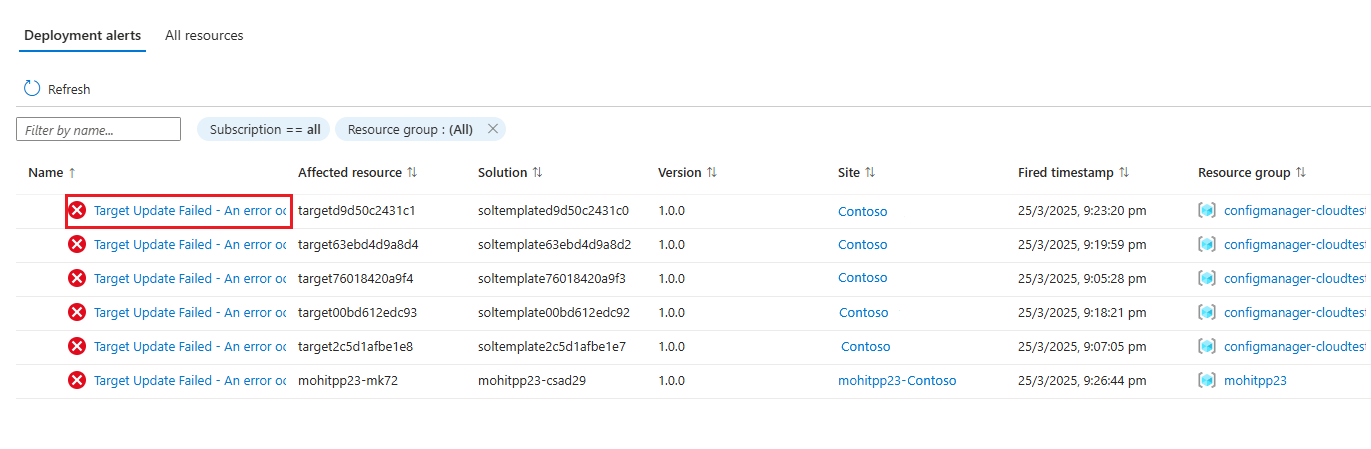 Deployment alerts All resources
Refresh
Filter by name... Subscription == all Resource group : (All)
Name Affected resource Solution Version Site Fired timestamp Resource group
Target Update Failed - An error oc targetd9d50c2431c1 soltemplated9d50c2431c0 1.0.0 Contoso 25/3/2025, 9:23:20 pm configmanager-cloudtest
Target Update Failed - An error oc target63ebd4d9a8d4 soltemplate63ebd4d9a8d2 1.0.0 Contoso 25/3/2025, 9:19:59 pm configmanager-cloudtest
Target Update Failed - An error oc target76018420a9f4 soltemplate76018420a9f3 1.0.0 Contoso 25/3/2025, 9:05:28 pm configmanager-cloudtest
Target Update Failed - An error oc target00bd612edc93 soltemplate00bd612edc92 1.0.0 Contoso 25/3/2025, 9:18:21 pm configmanager-cloudtest
Target Update Failed - An error oc target2c5d1afbe1e8 soltemplate2c5d1afbe1e7 1.0.0 Contoso 25/3/2025, 9:07:05 pm configmanager-cloudtest
Target Update Failed - An error oc mohitpp23-mk72 mohitpp23-csad29 1.0.0 mohitpp23-Contoso 25/3/2025, 9:26:44 pm mohitpp23